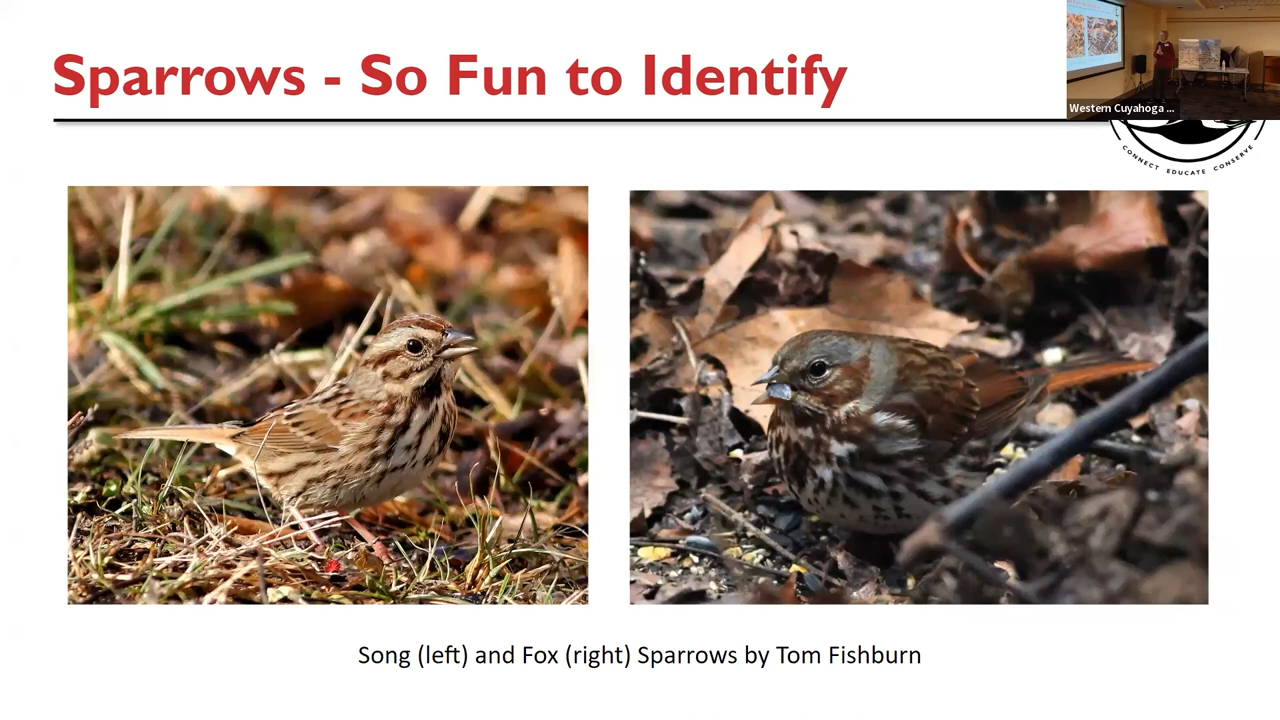 Sparrows - So Fun to Identify
Western Cuyahoga ...
CONNECT EDUCATE CONSERVE
Song (left) and Fox (right) Sparrows by Tom Fishburn